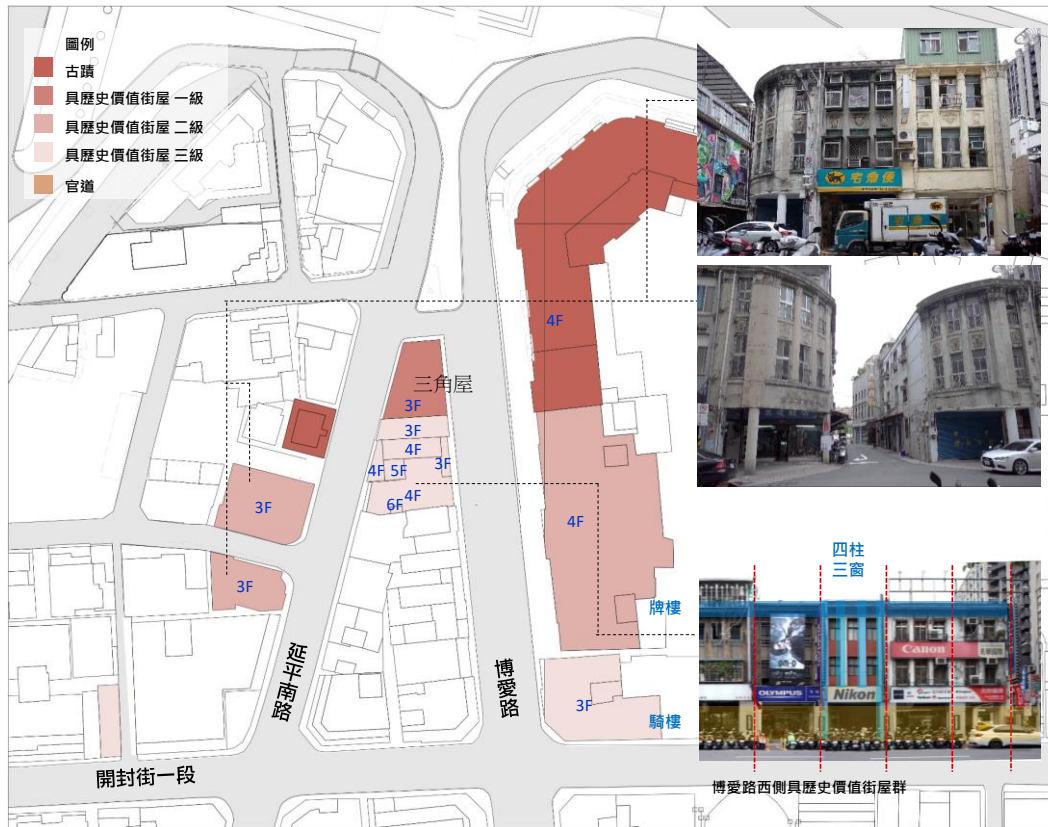 圖例
古蹟
具歷史價值街屋 一級
具歷史價值街屋 二級
具歷史價值街屋 三級
官道
宅急便
4F
三角屋
3F
3F
4F
4F
5F
3F
4F
6F
3F
3F
4F
四柱
三窗
牌樓
騎樓
3F
延平南路
博愛路
開封街一段
Canon
OLYMPUS
Nikon
博愛路西側具歷史價值街屋群